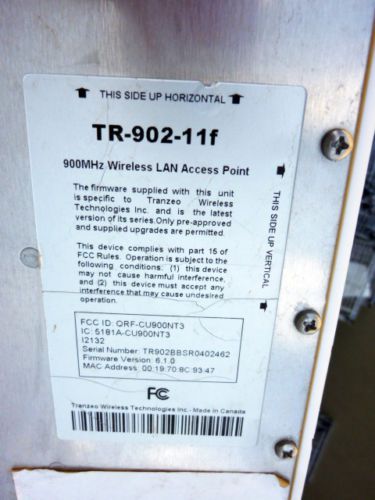 THIS SIDE UP HORIZONTAL
TR-902-11f
900MHz Wireless LAN Access Point
The firmware supplied with this unit
is specific to Tranzeo Wireless
Technologies Inc. and is the latest
version of its series.Only pre-approved
and supplied upgrades are permitted.
This device complies with part 15 of
FCC Rules. Operation is subject to the
following conditions: (1) this device
may not cause harmful interference,
and (2) this device must accept any
interference that may cause undesired
operation.
THIS SIDE UP VERTICAL
FCC ID: QRF-CU900NT3
IC: 5181A-CU900NT3
I2132
Serial Number: TR902BBSR0402462
Firmware Version: 6.1.0
MAC Address: 00:19:70:8C:93:47
FC
Tranzeo Wireless Technologies Inc.- Made in Canada